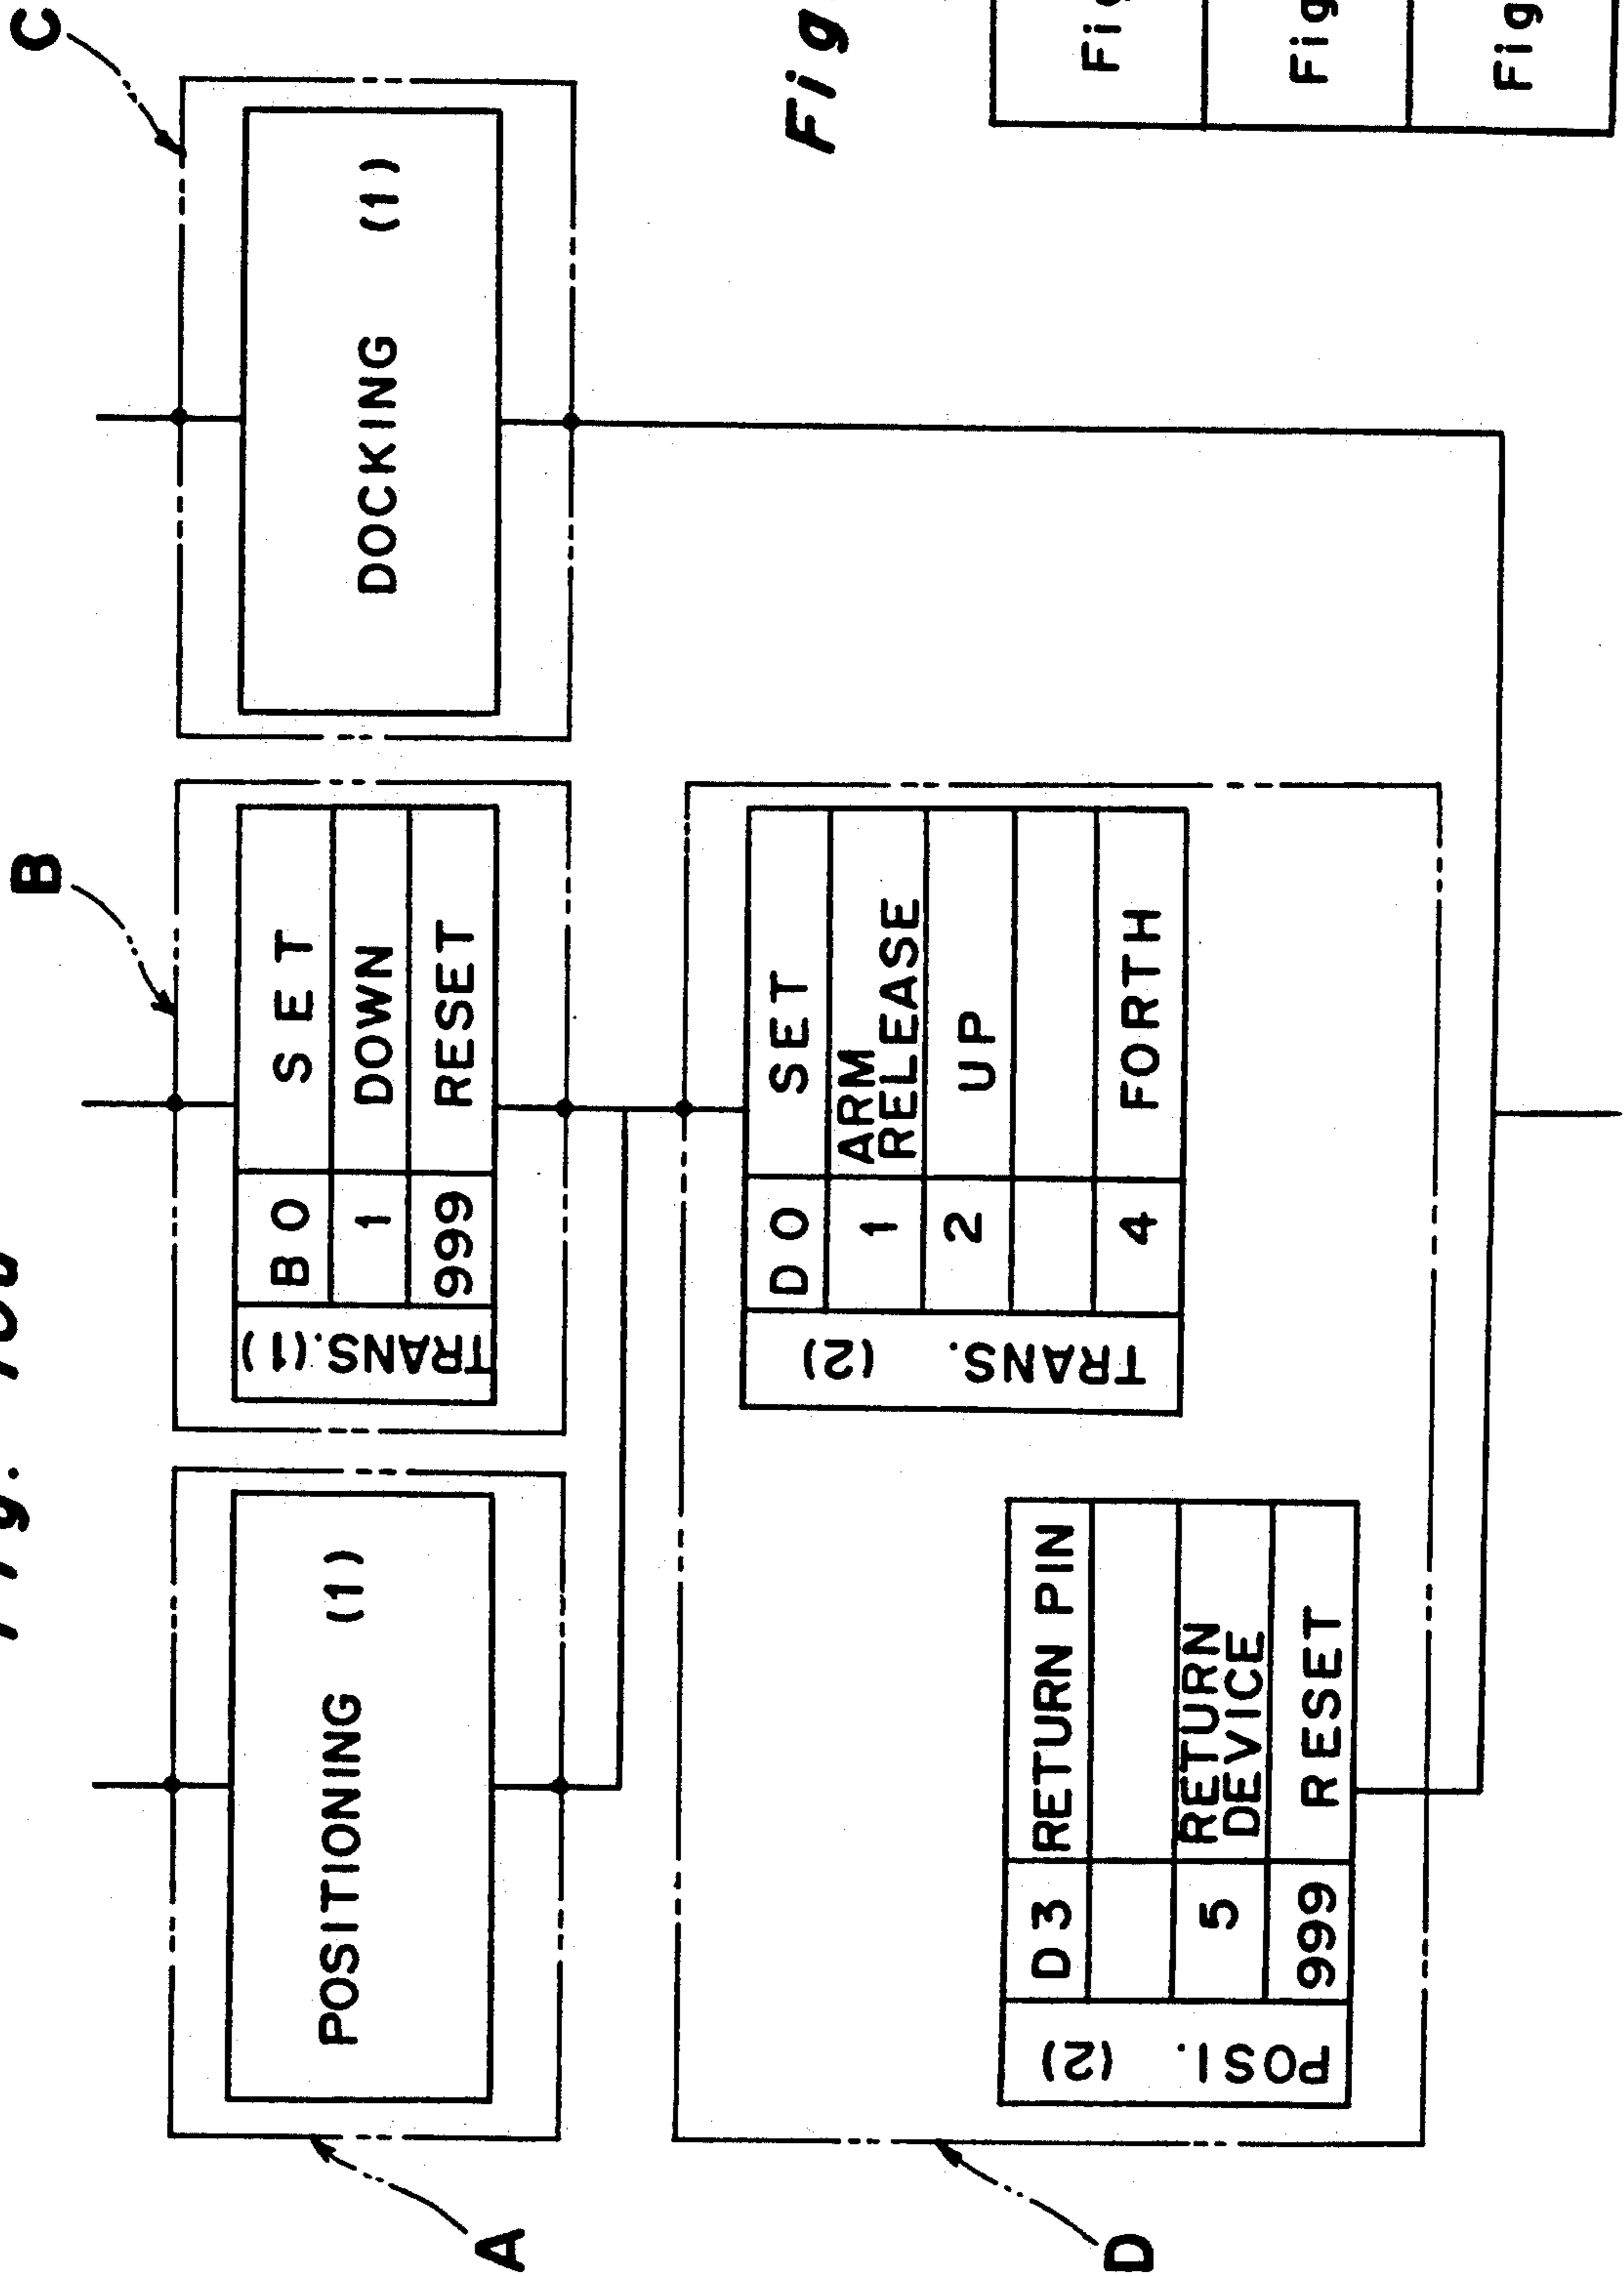 A
B
C
POSITIONING (1)
TRANS.(1)
B0 SET
1 DOWN
999 RESET
DOCKING (1)
D
TRANS. (2)
D0 SET
1 ARM
RELEASE
2 UP
4 FORTH
POSI. (2)
D3 RETURN PIN
5 RETURN
DEVICE
999 RESET
Fig
Fig
Fig
Fig